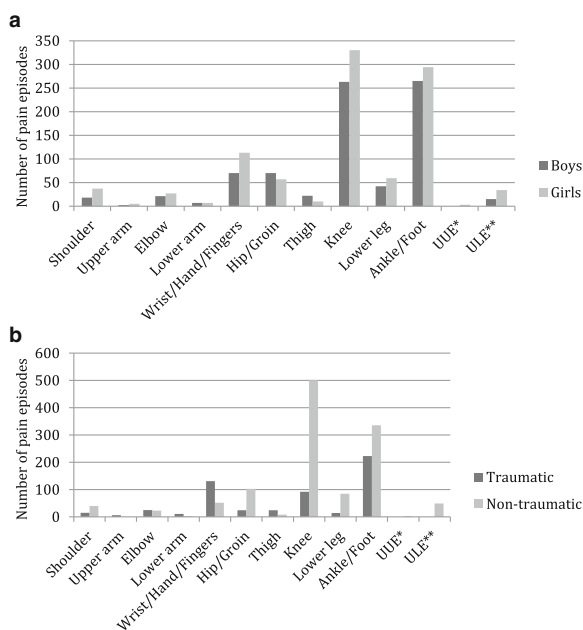 a
Number of pain episodes
350
300
250
200
150
100
50
0
Shoulder
Upper arm
Elbow
Lower arm
Wrist/Hand/Fingers
Hip/Groin
Thigh
Knee
Lower leg
Ankle/Foot
UUE*
ULE**
Boys
Girls
b
Number of pain episodes
600
500
400
300
200
100
0
Shoulder
Upper arm
Elbow
Lower arm
Wrist/Hand/Fingers
Hip/Groin
Thigh
Knee
Lower leg
Ankle/Foot
UUE*
ULE**
Traumatic
Non-traumatic